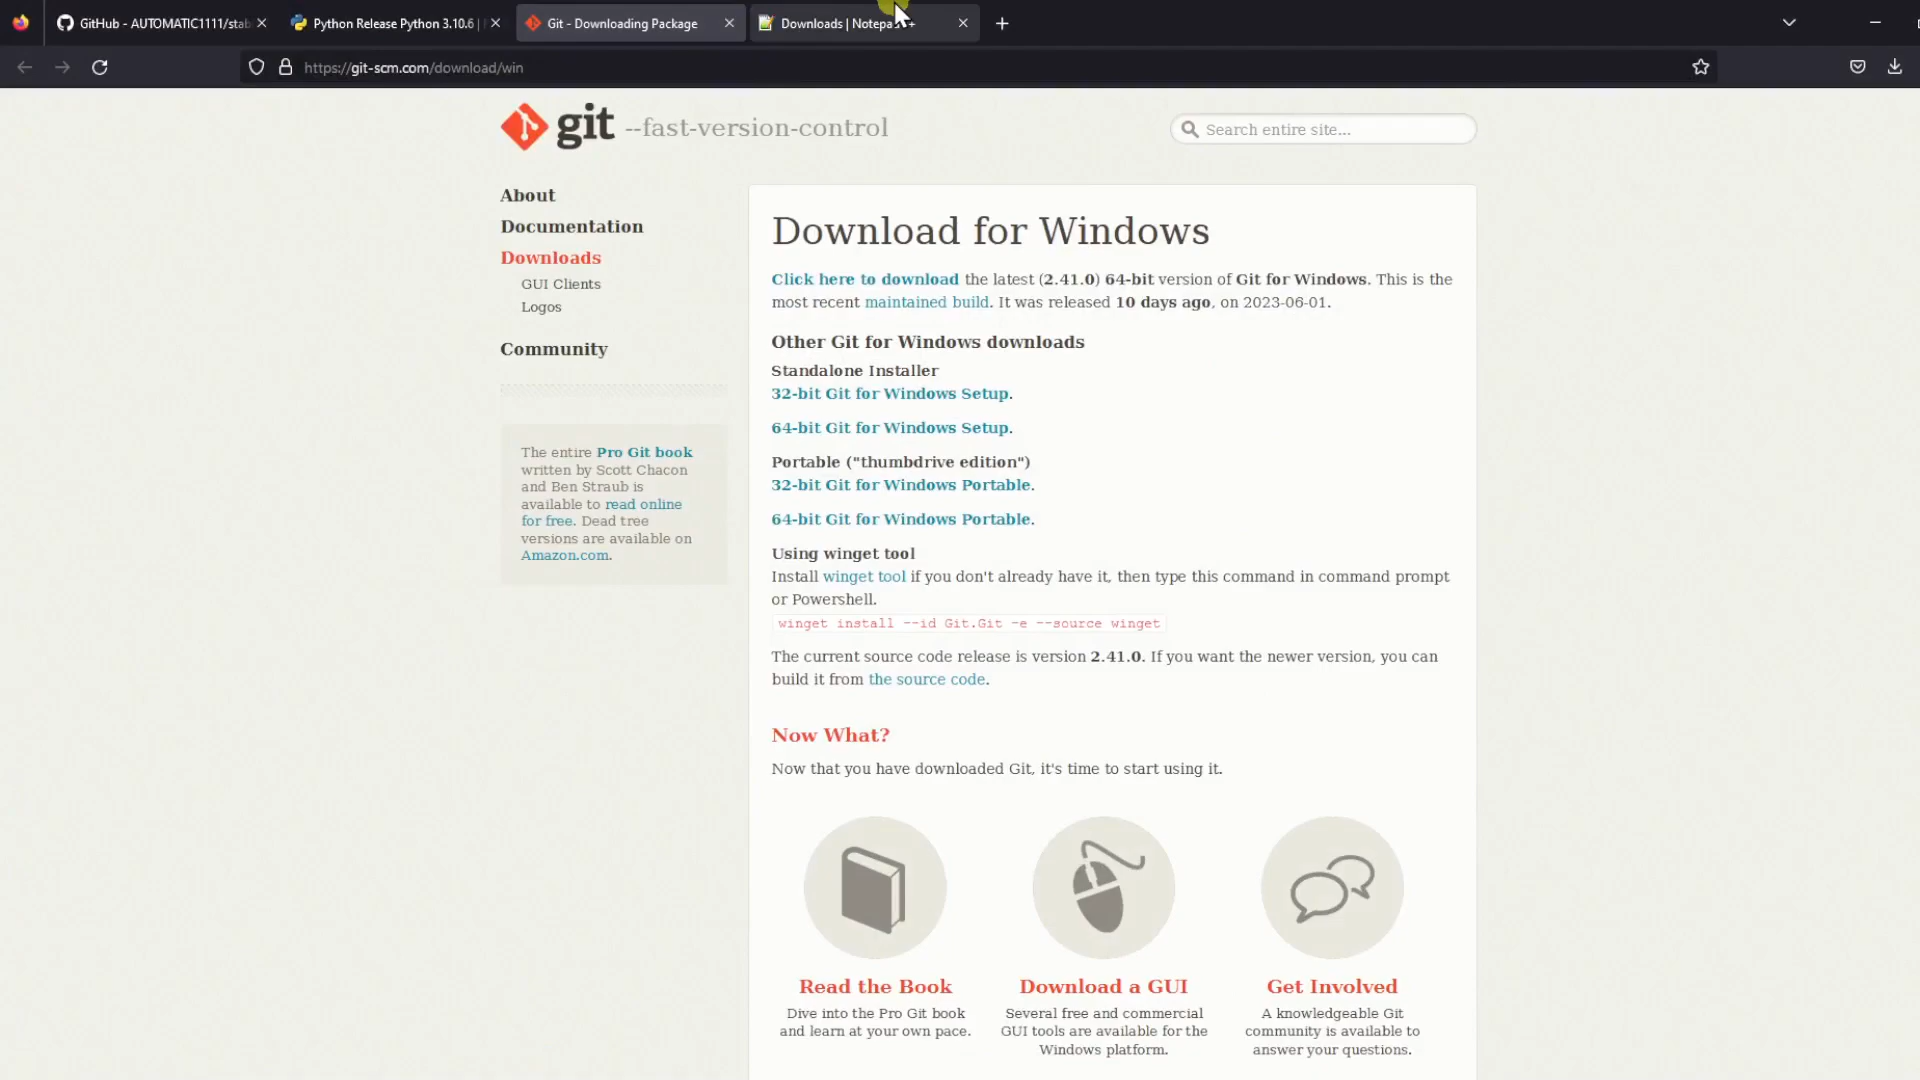 GitHub - AUTOMATIC1111/stab
Python Release Python 3.10.6 |
Git - Downloading Package
Downloads | Notepad++
https://git-scm.com/download/win
git --fast-version-control
Search entire site...
About
Documentation
Downloads
GUI Clients
Logos
Community
The entire Pro Git book
written by Scott Chacon
and Ben Straub is
available to read online
for free. Dead tree
versions are available on
Amazon.com.
Download for Windows
Click here to download the latest (2.41.0) 64-bit version of Git for Windows. This is the
most recent maintained build. It was released 10 days ago, on 2023-06-01.
Other Git for Windows downloads
Standalone Installer
32-bit Git for Windows Setup.
64-bit Git for Windows Setup.
Portable ("thumbdrive edition")
32-bit Git for Windows Portable.
64-bit Git for Windows Portable.
Using winget tool
Install winget tool if you don't already have it, then type this command in command prompt
or Powershell.
winget install --id Git.Git -e --source winget
The current source code release is version 2.41.0. If you want the newer version, you can
build it from the source code.
Now What?
Now that you have downloaded Git, it's time to start using it.
Read the Book
Dive into the Pro Git book
and learn at your own pace.
Download a GUI
Several free and commercial
GUI tools are available for the
Windows platform.
Get Involved
A knowledgeable Git
community is available to
answer your questions.